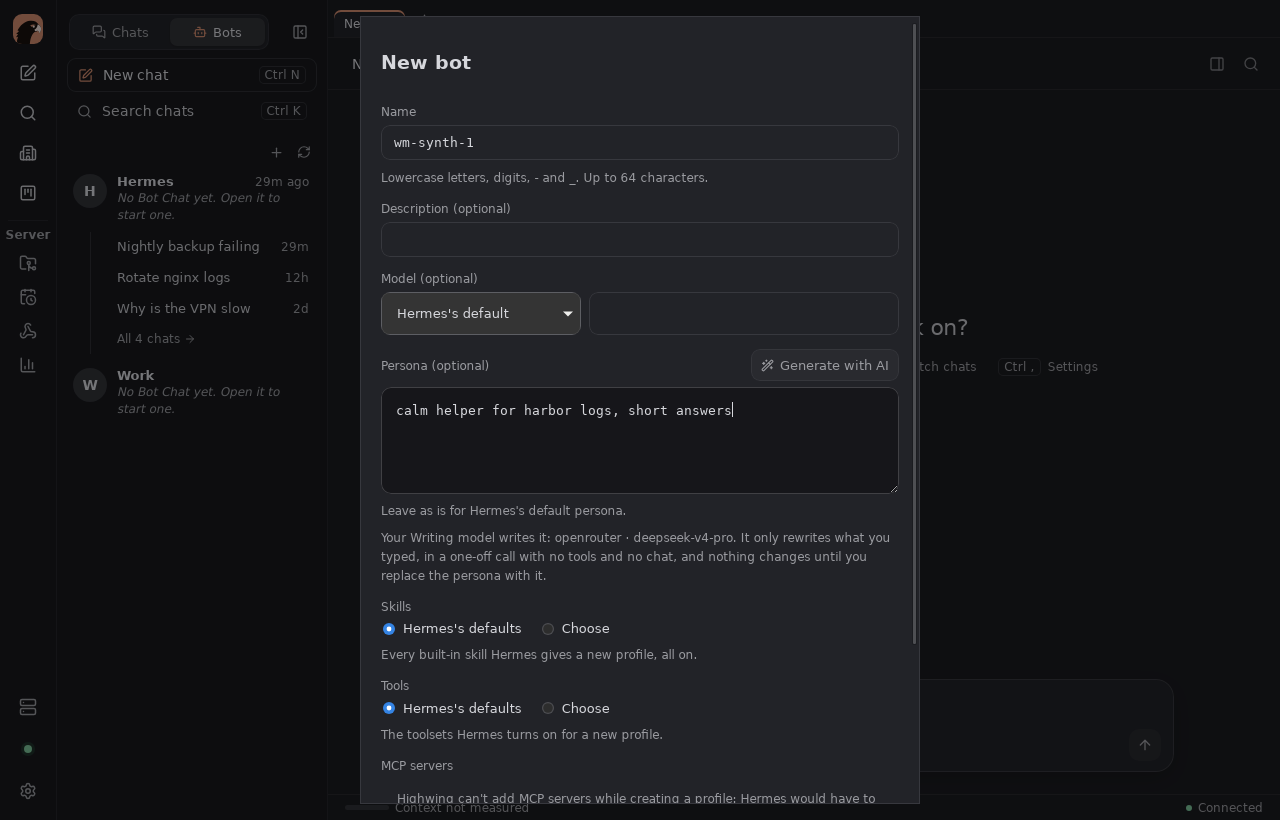 Chats
Bots
New chat
Ctrl N
Search chats
Ctrl K
H
Hermes
29m ago
No Bot Chat yet. Open it to
start one.
Server
Nightly backup failing
29m
Rotate nginx logs
12h
Why is the VPN slow
2d
All 4 chats →
W
Work
No Bot Chat yet. Open it to
start one.
Ne
N
New bot
Name
wm-synth-1
Lowercase letters, digits, - and _. Up to 64 characters.
Description (optional)
Model (optional)
Hermes's default
Persona (optional)
Generate with AI
calm helper for harbor logs, short answers
Leave as is for Hermes's default persona.
Your Writing model writes it: openrouter · deepseek-v4-pro. It only rewrites what you
typed, in a one-off call with no tools and no chat, and nothing changes until you
replace the persona with it.
Skills
Hermes's defaults
Choose
Every built-in skill Hermes gives a new profile, all on.
Tools
Hermes's defaults
Choose
The toolsets Hermes turns on for a new profile.
MCP servers
Highwing can't add MCP servers while creating a profile: Hermes would have to
on?
tch chats
Ctrl ,
Settings
Context not measured
Connected